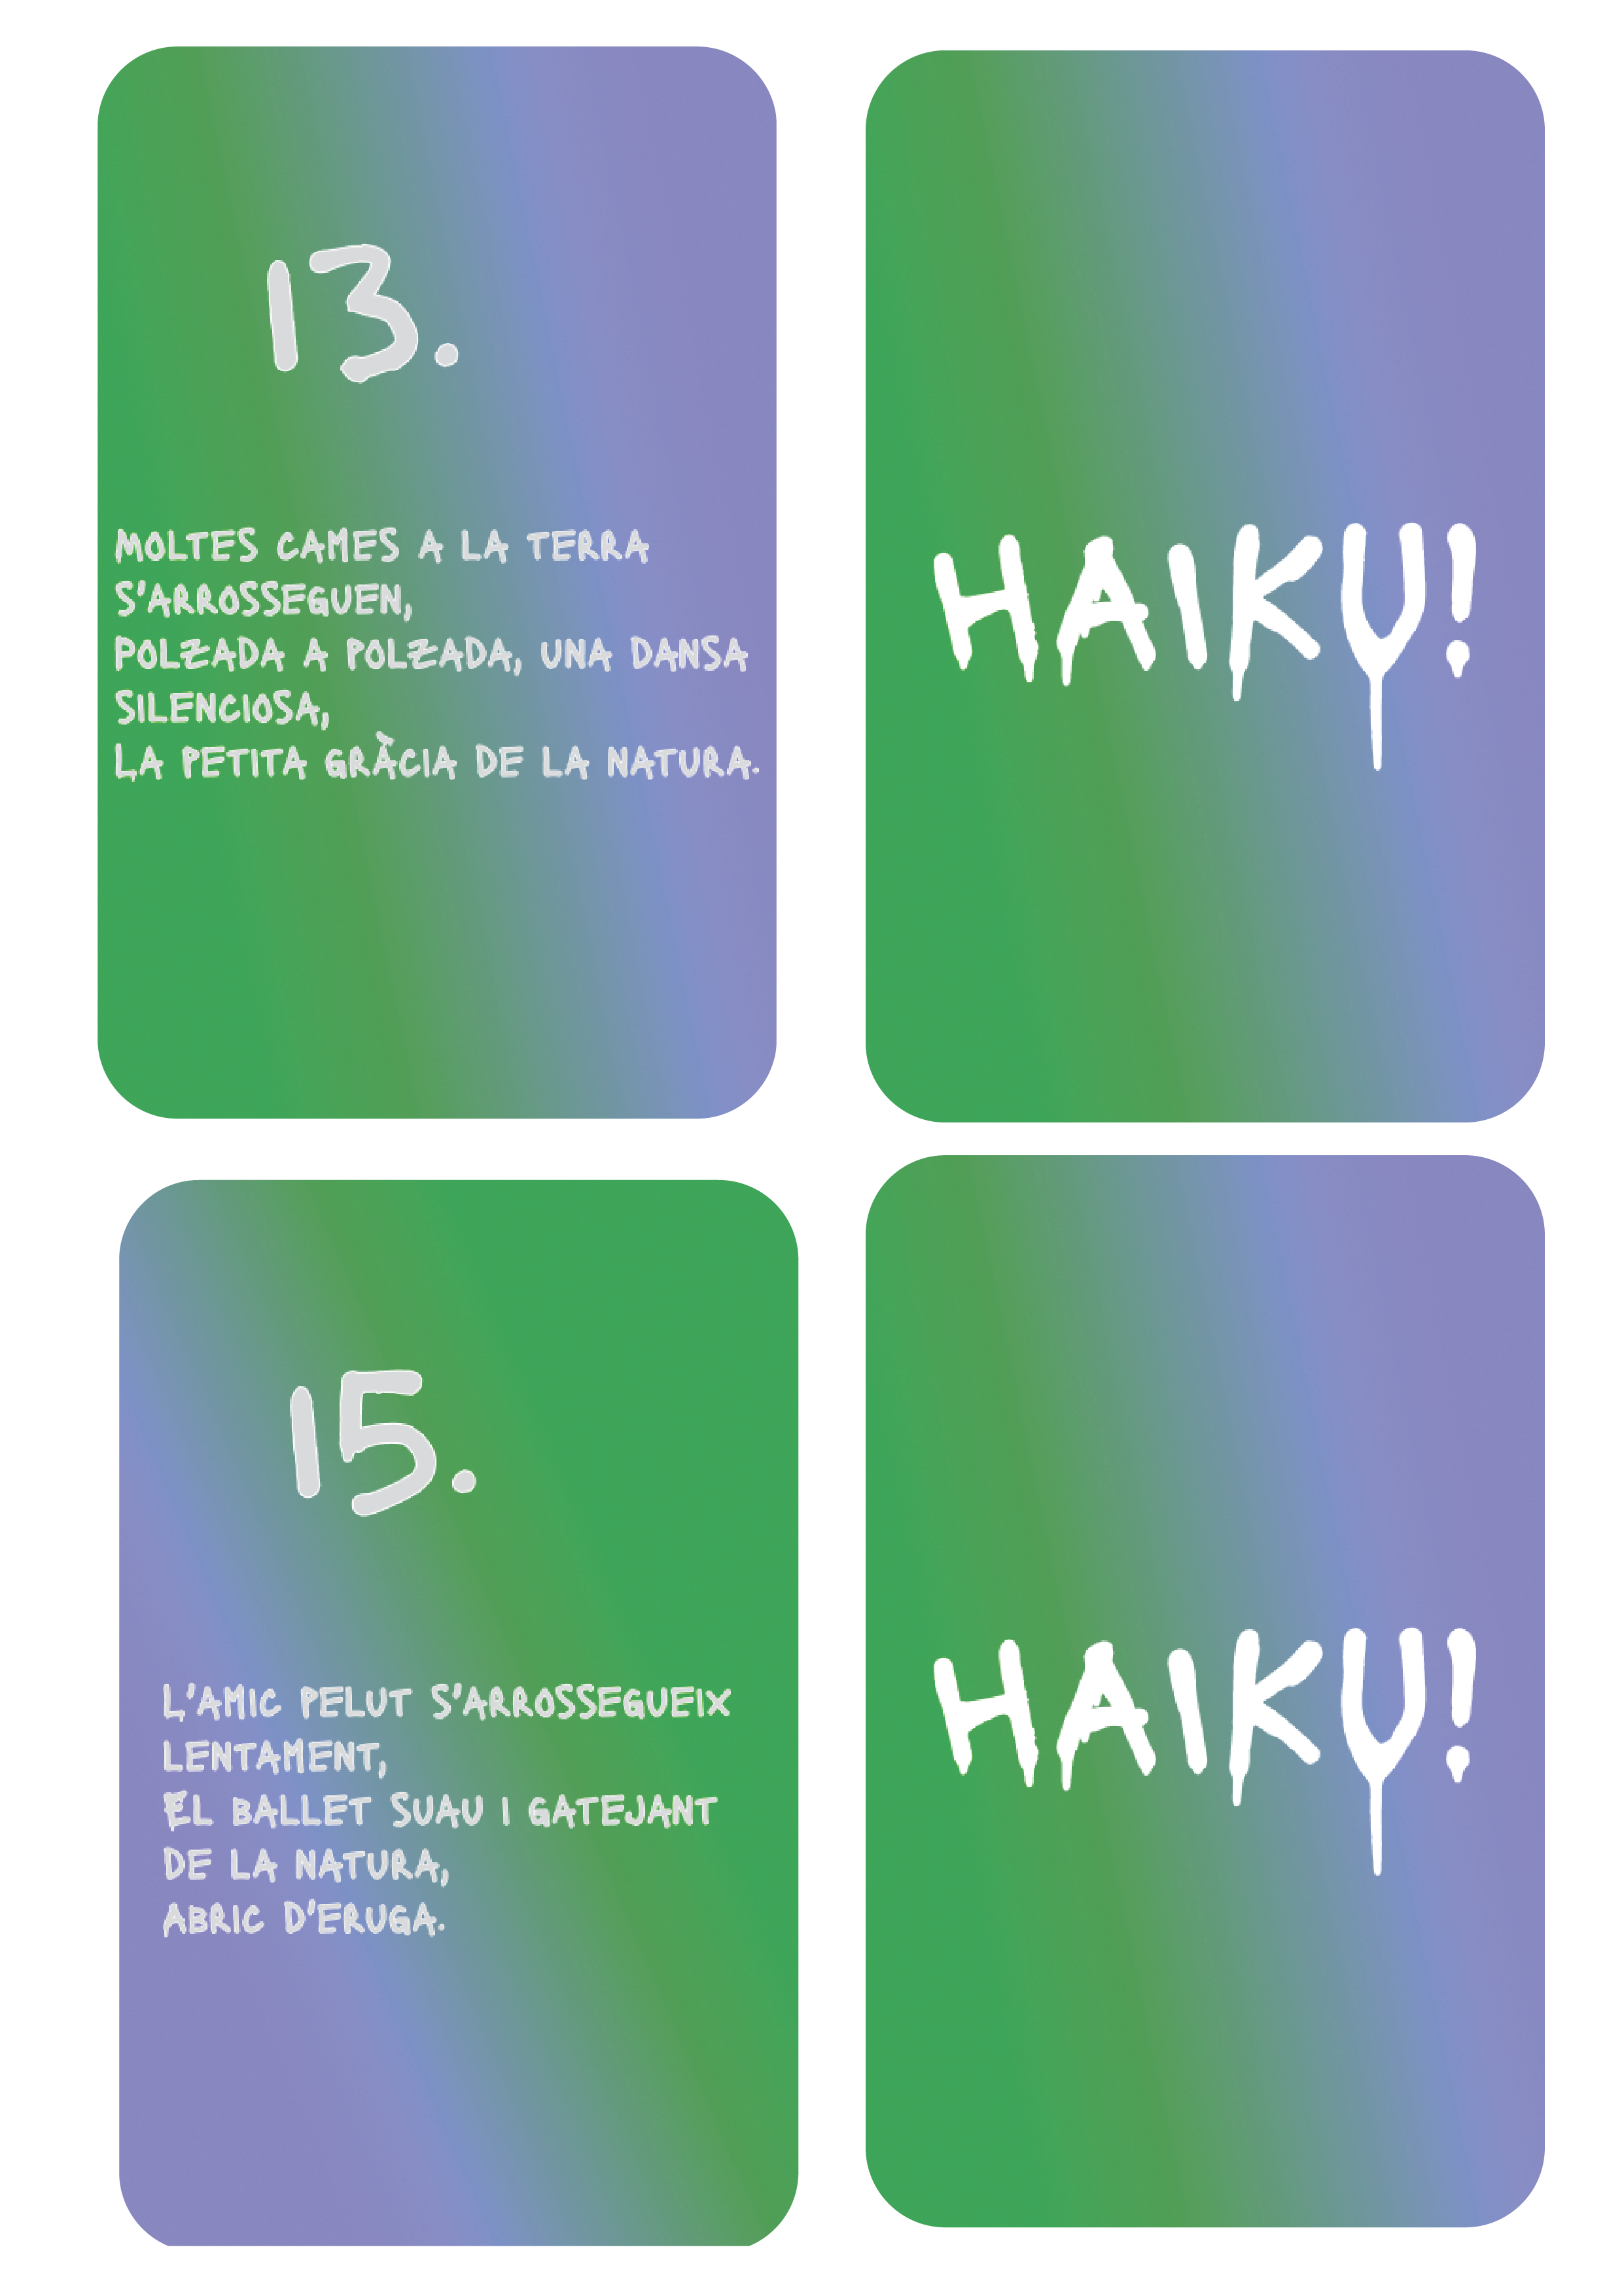 13.
MOLTES CAMES A LA TERRA
S'ARROSSEGUEN,
POLZADA A POLZADA, UNA DANSA
SILENCIOSA,
LA PETITA GRÀCIA DE LA NATURA.
HAIKU!
15.
L'AMIC PELUT S'ARROSSEGUEIX
LENTAMENT,
EL BALLET SUAU I GATEJANT
DE LA NATURA,
ABRIC D'ERUGA.
HAIKU!